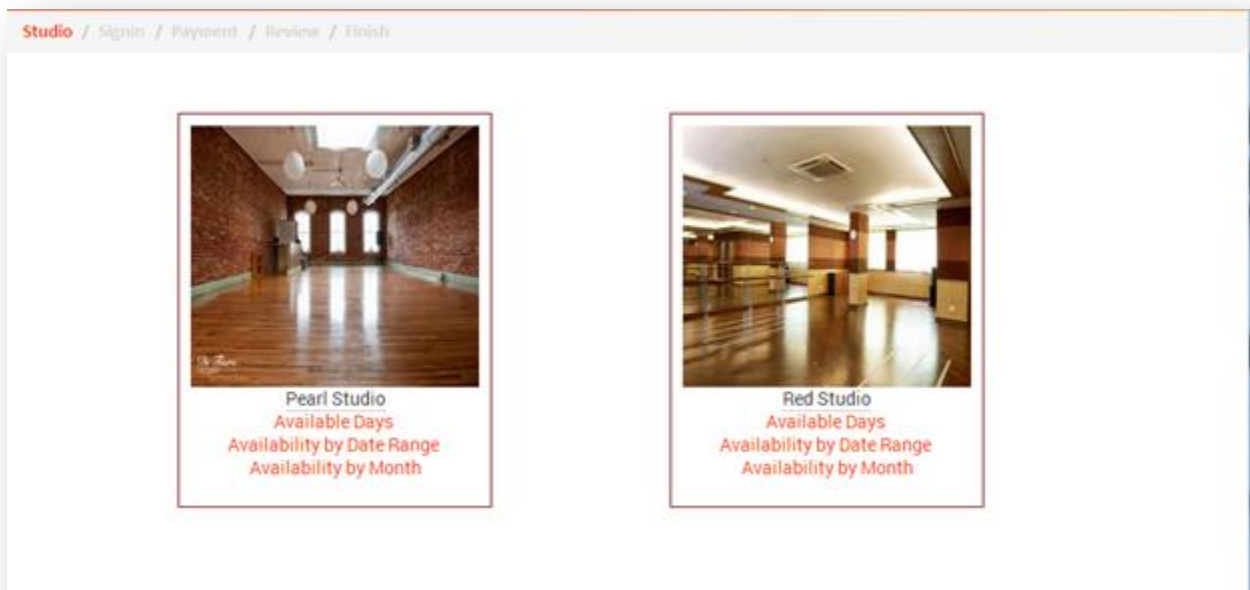 Studio / Signin / Payment / Review / Finish
Pearl Studio
Available Days
Availability by Date Range
Availability by Month
Red Studio
Available Days
Availability by Date Range
Availability by Month